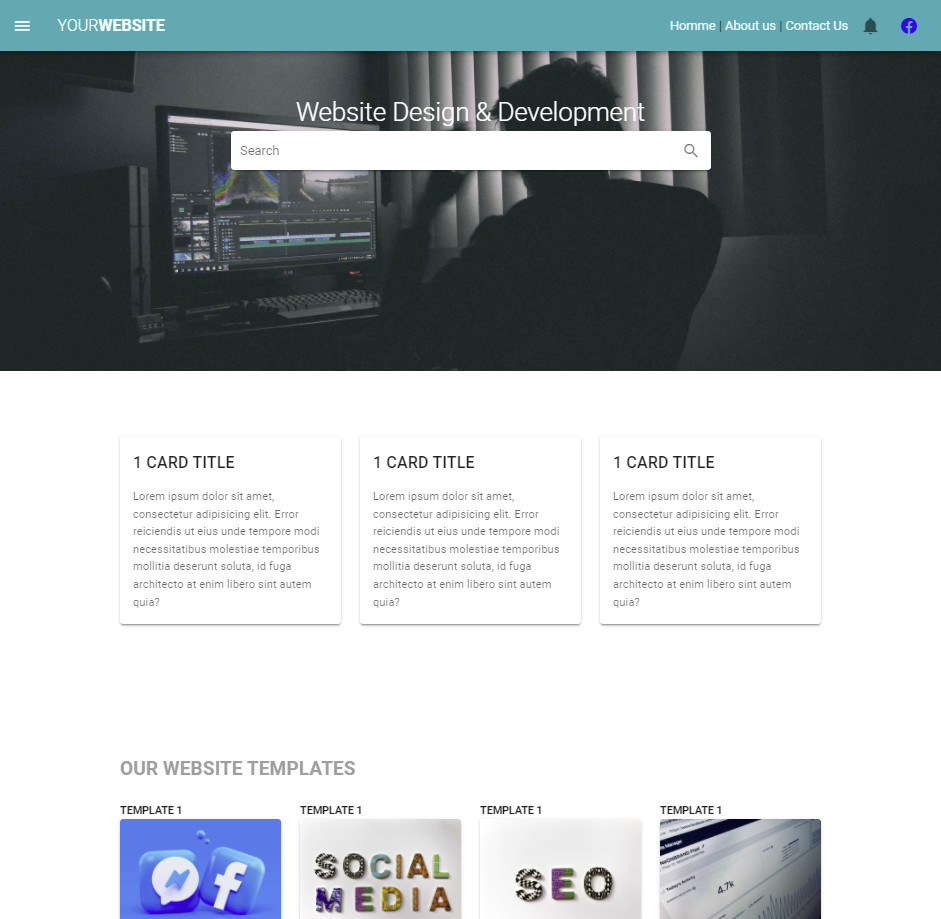 YOURWEBSITE
Homme | About us | Contact Us
Website Design & Development
Search
1 CARD TITLE
Lorem ipsum dolor sit amet,
consectetur adipisicing elit. Error
reiciendis ut eius unde tempore modi
necessitatibus molestiae temporibus
mollitia deserunt soluta, id fuga
architecto at enim libero sint autem
quia?
1 CARD TITLE
Lorem ipsum dolor sit amet,
consectetur adipisicing elit. Error
reiciendis ut eius unde tempore modi
necessitatibus molestiae temporibus
mollitia deserunt soluta, id fuga
architecto at enim libero sint autem
quia?
1 CARD TITLE
Lorem ipsum dolor sit amet,
consectetur adipisicing elit. Error
reiciendis ut eius unde tempore modi
necessitatibus molestiae temporibus
mollitia deserunt soluta, id fuga
architecto at enim libero sint autem
quia?
OUR WEBSITE TEMPLATES
TEMPLATE 1
TEMPLATE 1
TEMPLATE 1
TEMPLATE 1
SOCIAL
MEDIA
SEO
4.7k